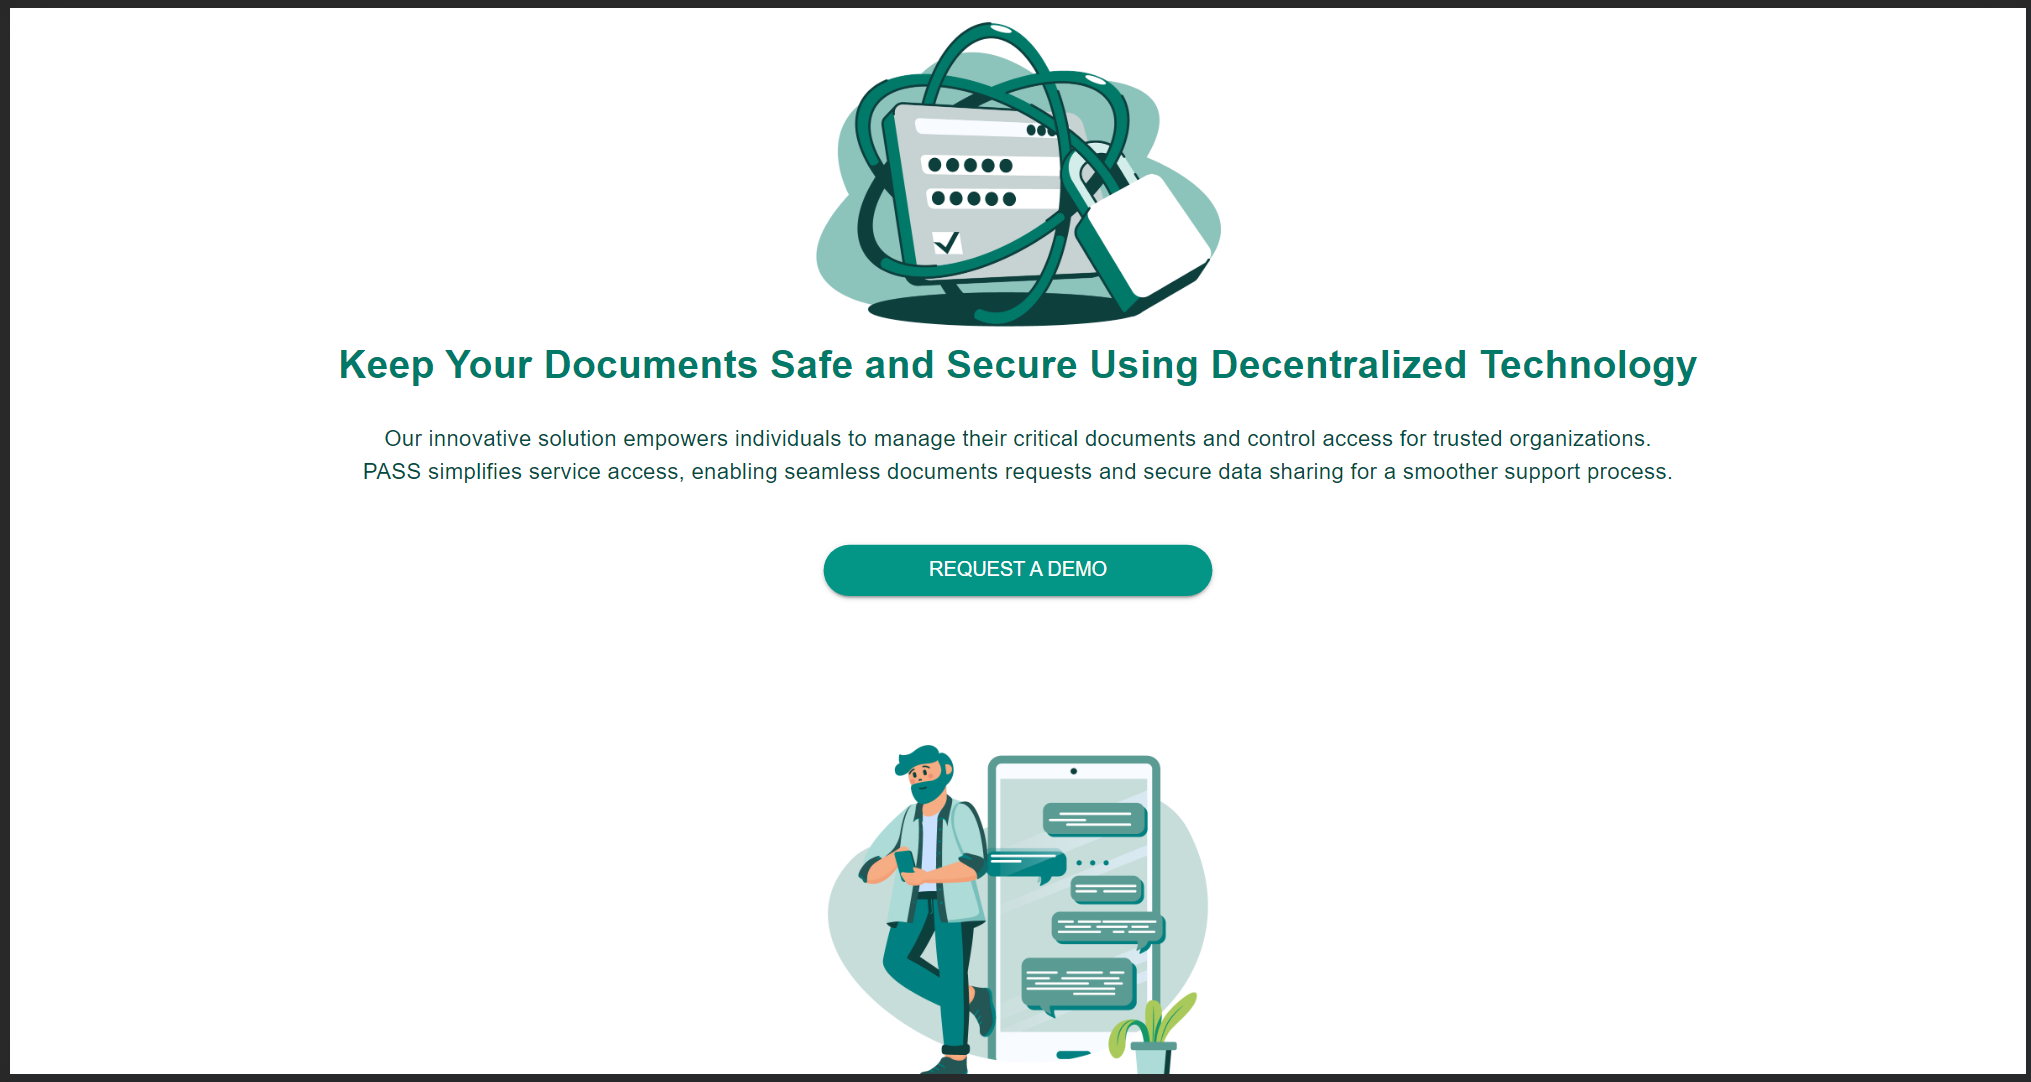 Keep Your Documents Safe and Secure Using Decentralized Technology
Our innovative solution empowers individuals to manage their critical documents and control access for trusted organizations.
PASS simplifies service access, enabling seamless documents requests and secure data sharing for a smoother support process.
REQUEST A DEMO